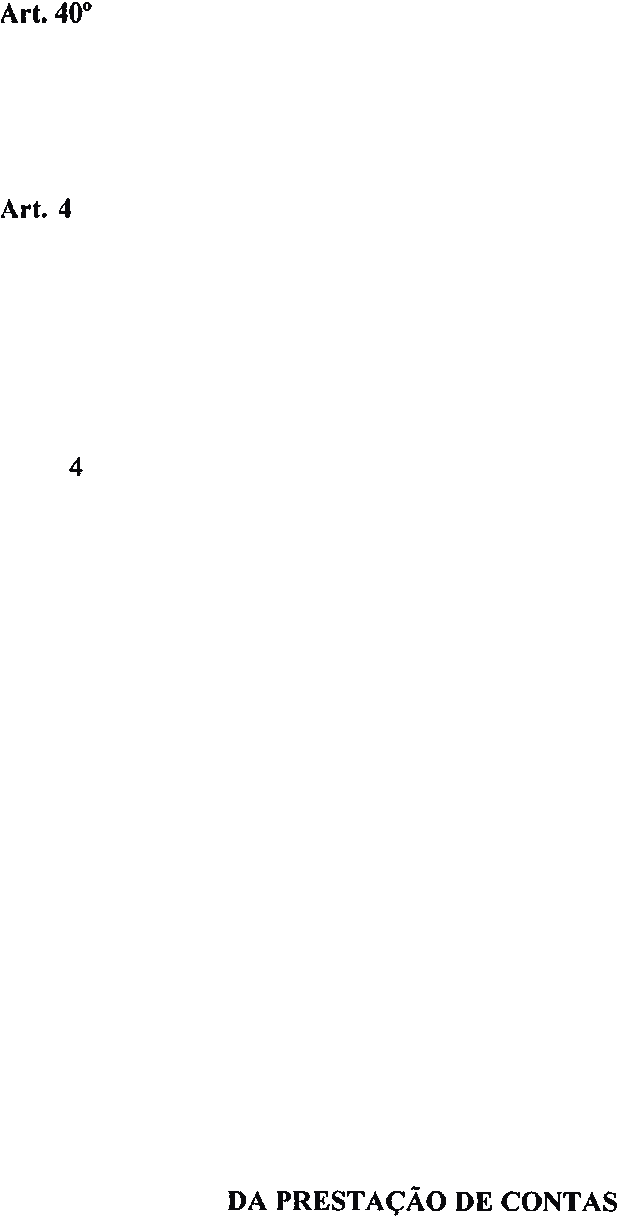 Art. 40º
Art. 4
4
DA PRESTAÇÃO DE CONTAS